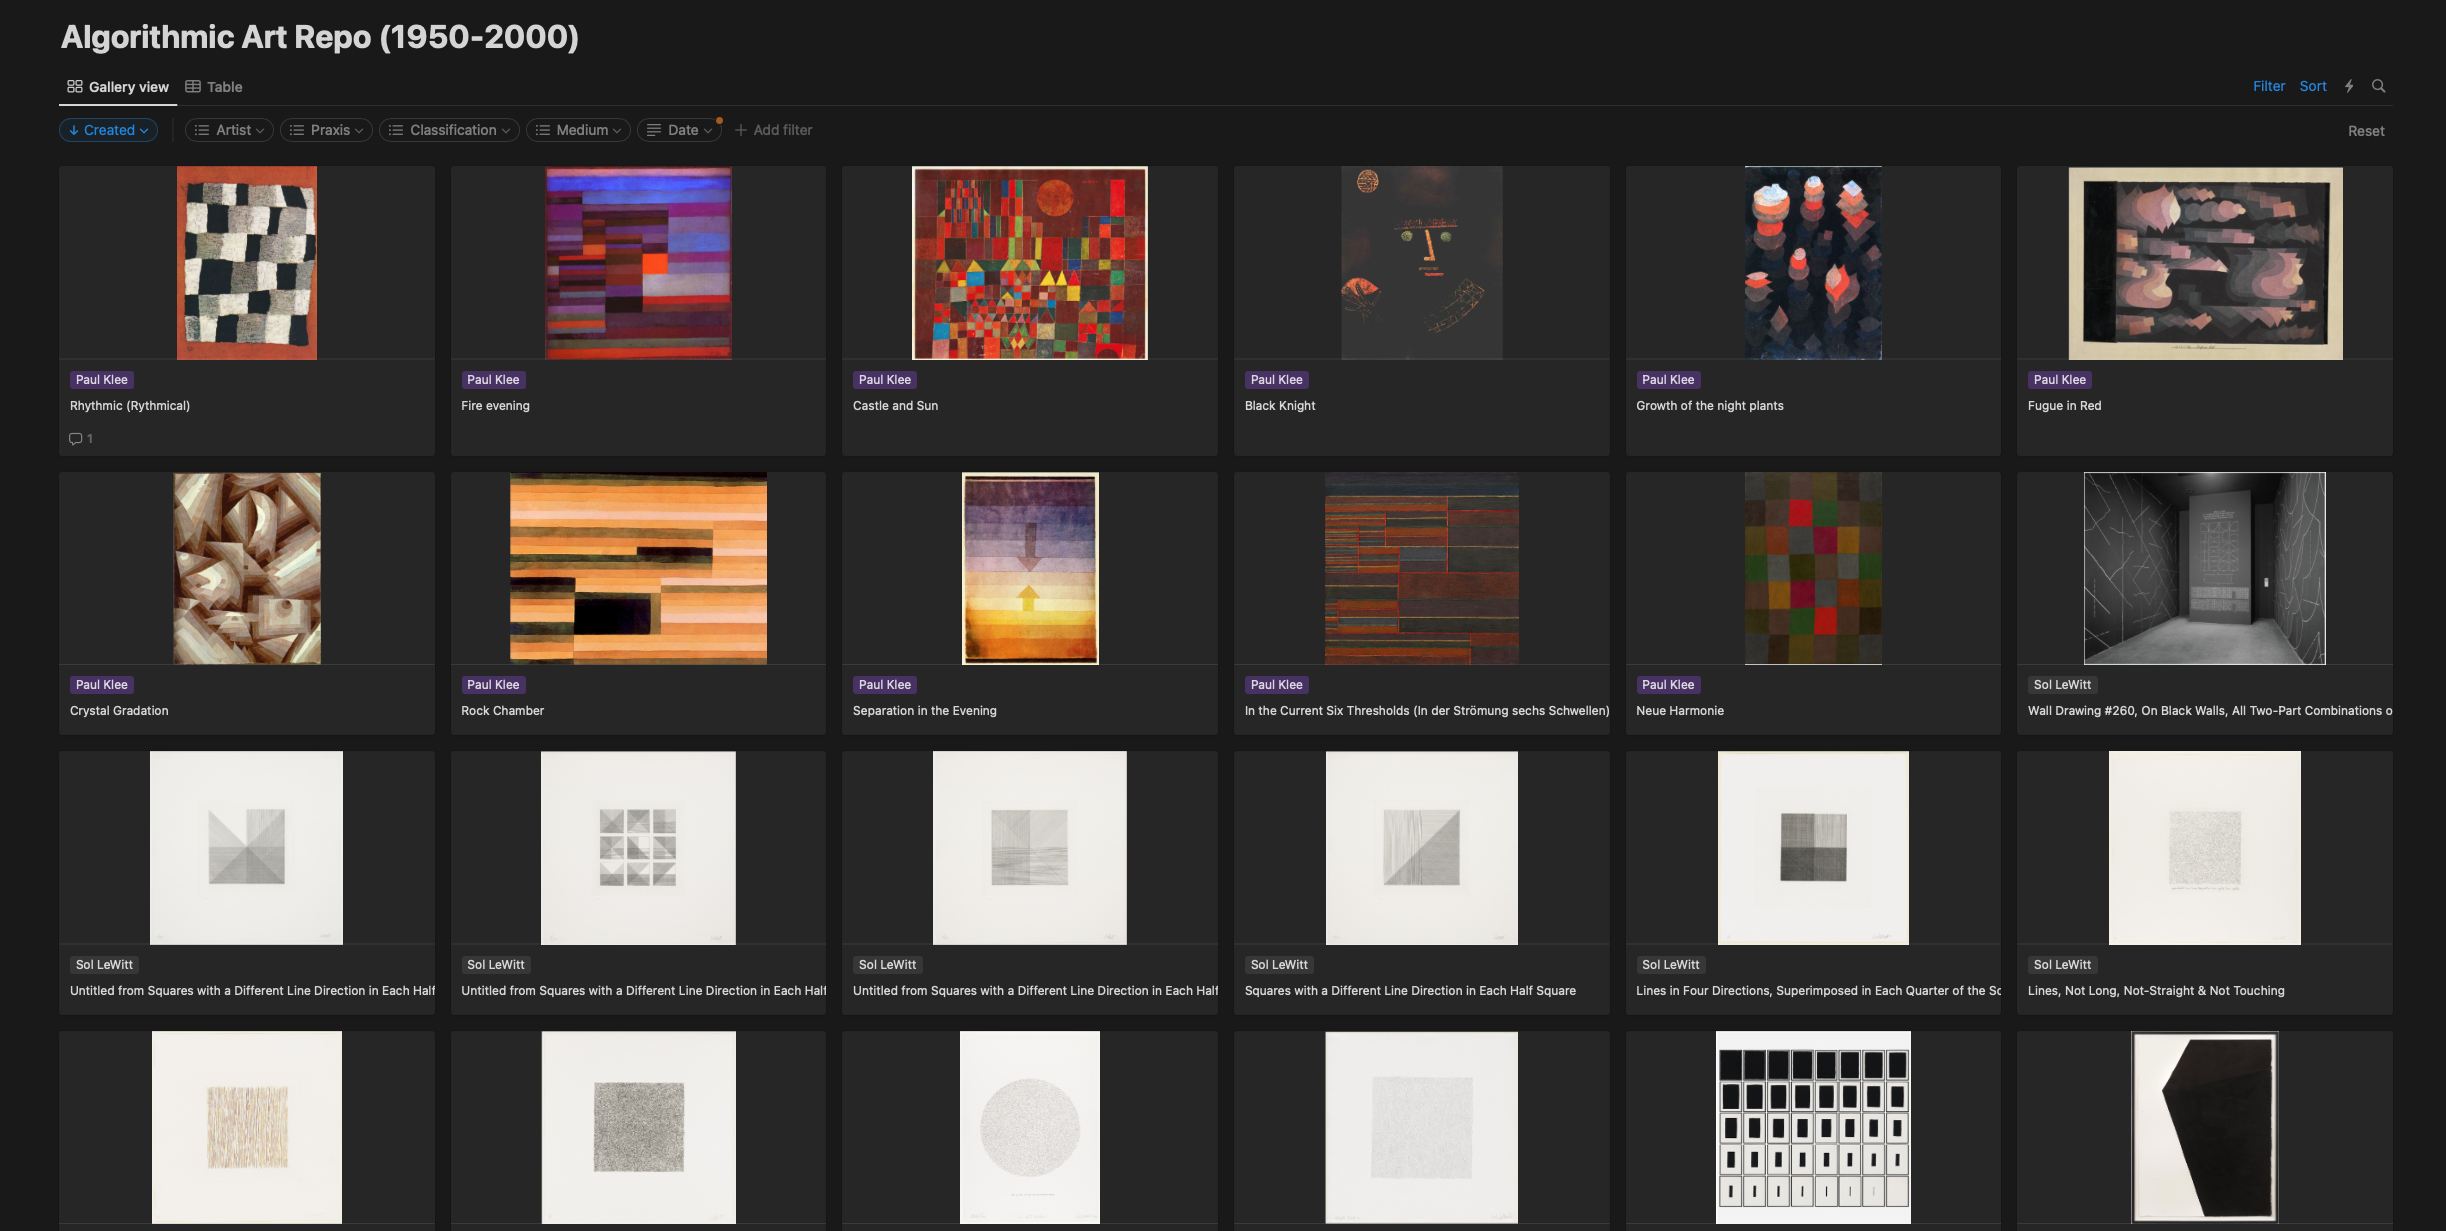 Algorithmic Art Repo (1950-2000)
Gallery view Table Filter Sort
Created Artist Praxis Classification Medium Date Add filter Reset
Paul Klee Paul Klee Paul Klee Paul Klee Paul Klee Paul Klee
Rhythmic (Rythmical) Fire evening Castle and Sun Black Knight Growth of the night plants Fugue in Red
1
Paul Klee Paul Klee Paul Klee Paul Klee Paul Klee Sol LeWitt
Crystal Gradation Rock Chamber Separation in the Evening In the Current Six Thresholds (In der Strömung sechs Schwellen) Neue Harmonie Wall Drawing #260, On Black Walls, All Two-Part Combinations o
Sol LeWitt Sol LeWitt Sol LeWitt Sol LeWitt Sol LeWitt Sol LeWitt
Untitled from Squares with a Different Line Direction in Each Half Untitled from Squares with a Different Line Direction in Each Half Untitled from Squares with a Different Line Direction in Each Half Squares with a Different Line Direction in Each Half Square Lines in Four Directions, Superimposed in Each Quarter of the Sq Lines, Not Long, Not-Straight & Not Touching